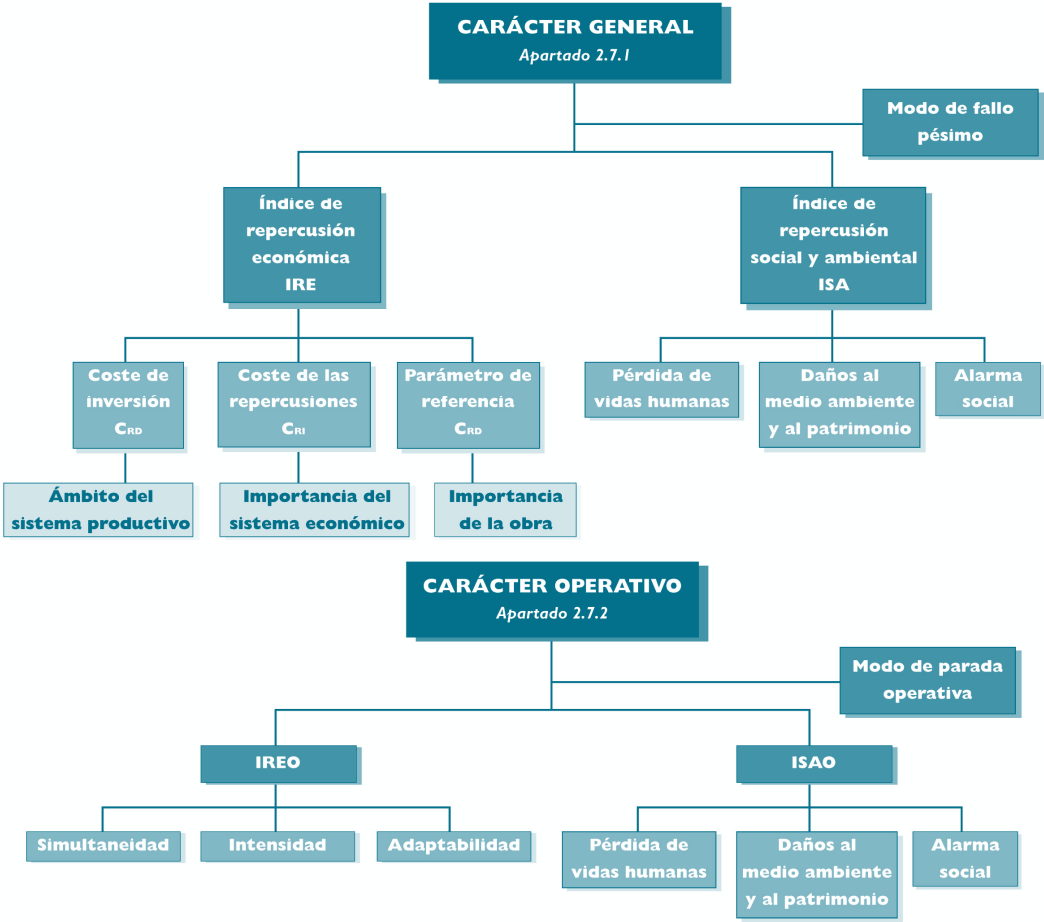 CARÁCTER GENERAL
Apartado 2.7.1
Modo de fallo
pésimo
Índice de
repercusión
económica
IRE
Índice de
repercusión
social y ambiental
ISA
Coste de
inversión
CRD
Coste de las
repercusiones
CRI
Parámetro de
referencia
CRD
Pérdida de
vidas humanas
Daños al
medio ambiente
y al patrimonio
Alarma
social
Ámbito del
sistema productivo
Importancia del
sistema económico
Importancia
de la obra
CARÁCTER OPERATIVO
Apartado 2.7.2
Modo de parada
operativa
IREO
ISAO
Simultaneidad
Intensidad
Adaptabilidad
Pérdida de
vidas humanas
Daños al
medio ambiente
y al patrimonio
Alarma
social